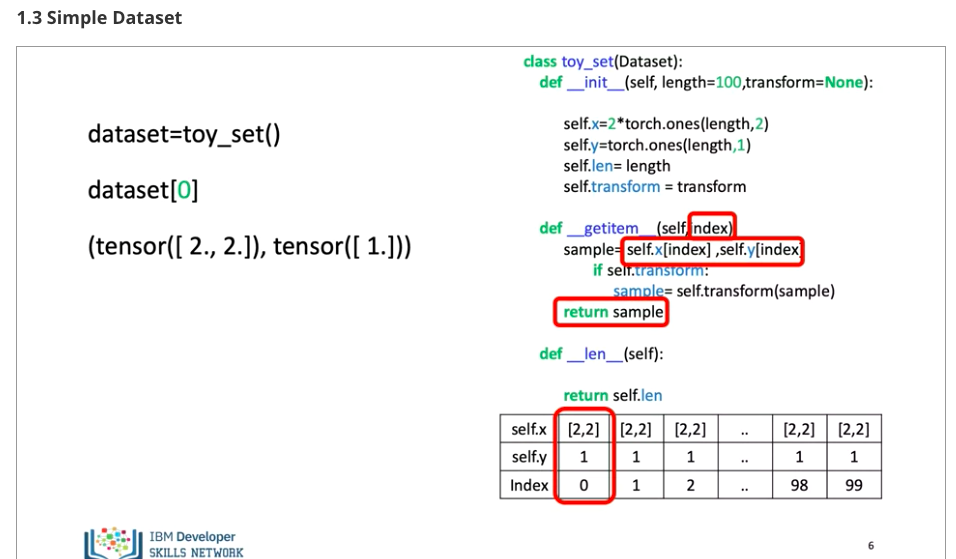 1.3 Simple Dataset
dataset=toy_set()
dataset[0]
(tensor([ 2., 2.]), tensor([ 1.]))
class toy_set(Dataset):
def __init__(self, length=100,transform=None):
self.x=2*torch.ones(length,2)
self.y=torch.ones(length,1)
self.len= length
self.transform = transform
def __getitem__(self,index)
sample= self.x[index] ,self.y[index]
if self.transform:
sample= self.transform(sample)
return sample
def __len__(self):
return self.len
self.x [2,2] [2,2] [2,2] .. [2,2] [2,2]
self.y 1 1 1 .. 1 1
Index 0 1 2 .. 98 99
IBM Developer
SKILLS NETWORK
6